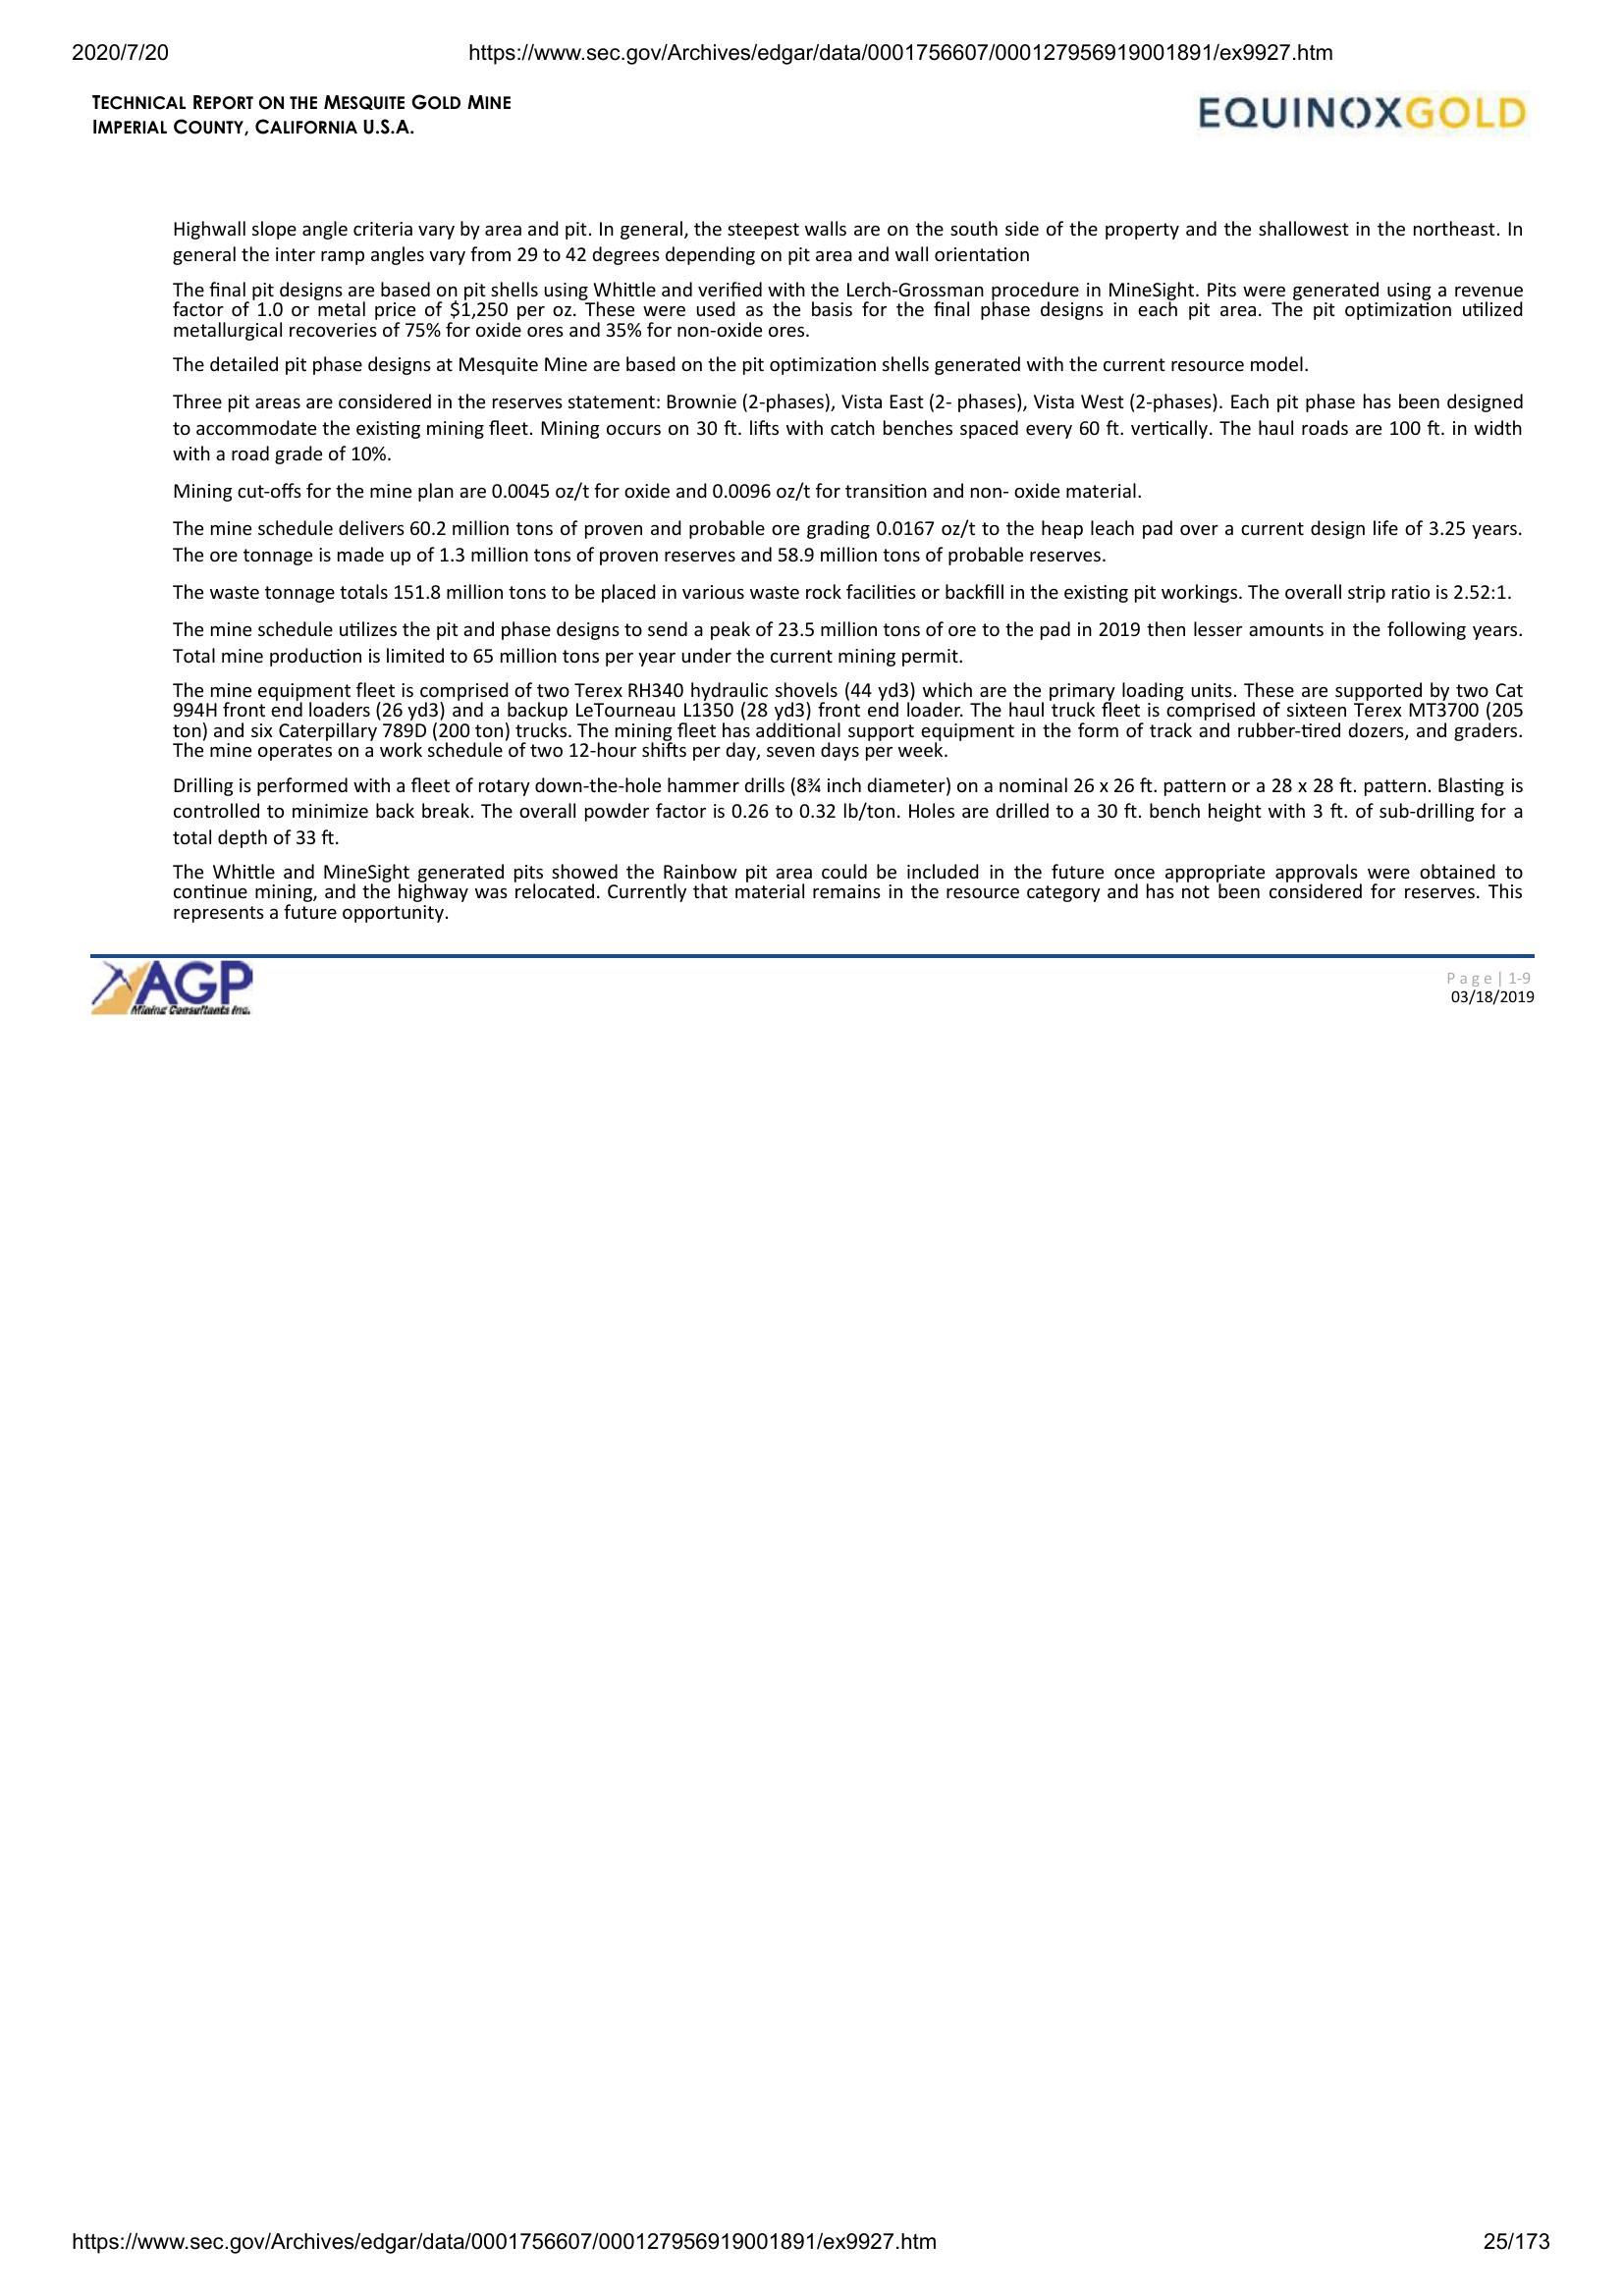 2020/7/20 https://www.sec.gov/Archives/edgar/data/0001756607/000127956919001891/ex9927.htm
TECHNICAL REPORT ON THE MESQUITE GOLD MINE
IMPERIAL COUNTY, CALIFORNIA U.S.A.
EQUINOXGOLD
Highwall slope angle criteria vary by area and pit. In general, the steepest walls are on the south side of the property and the shallowest in the northeast. In
general the inter ramp angles vary from 29 to 42 degrees depending on pit area and wall orientation
The final pit designs are based on pit shells using Whittle and verified with the Lerch-Grossman procedure in MineSight. Pits were generated using a revenue
factor of 1.0 or metal price of $1,250 per oz. These were used as the basis for the final phase designs in each pit area. The pit optimization utilized
metallurgical recoveries of 75% for oxide ores and 35% for non-oxide ores.
The detailed pit phase designs at Mesquite Mine are based on the pit optimization shells generated with the current resource model.
Three pit areas are considered in the reserves statement: Brownie (2-phases), Vista East (2- phases), Vista West (2-phases). Each pit phase has been designed
to accommodate the existing mining fleet. Mining occurs on 30 ft. lifts with catch benches spaced every 60 ft. vertically. The haul roads are 100 ft. in width
with a road grade of 10%.
Mining cut-offs for the mine plan are 0.0045 oz/t for oxide and 0.0096 oz/t for transition and non- oxide material.
The mine schedule delivers 60.2 million tons of proven and probable ore grading 0.0167 oz/t to the heap leach pad over a current design life of 3.25 years.
The ore tonnage is made up of 1.3 million tons of proven reserves and 58.9 million tons of probable reserves.
The waste tonnage totals 151.8 million tons to be placed in various waste rock facilities or backfill in the existing pit workings. The overall strip ratio is 2.52:1.
The mine schedule utilizes the pit and phase designs to send a peak of 23.5 million tons of ore to the pad in 2019 then lesser amounts in the following years.
Total mine production is limited to 65 million tons per year under the current mining permit.
The mine equipment fleet is comprised of two Terex RH340 hydraulic shovels (44 yd3) which are the primary loading units. These are supported by two Cat
994H front end loaders (26 yd3) and a backup LeTourneau L1350 (28 yd3) front end loader. The haul truck fleet is comprised of sixteen Terex MT3700 (205
ton) and six Caterpillary 789D (200 ton) trucks. The mining fleet has additional support equipment in the form of track and rubber-tired dozers, and graders.
The mine operates on a work schedule of two 12-hour shifts per day, seven days per week.
Drilling is performed with a fleet of rotary down-the-hole hammer drills (8¾ inch diameter) on a nominal 26 x 26 ft. pattern or a 28 x 28 ft. pattern. Blasting is
controlled to minimize back break. The overall powder factor is 0.26 to 0.32 lb/ton. Holes are drilled to a 30 ft. bench height with 3 ft. of sub-drilling for a
total depth of 33 ft.
The Whittle and MineSight generated pits showed the Rainbow pit area could be included in the future once appropriate approvals were obtained to
continue mining, and the highway was relocated. Currently that material remains in the resource category and has not been considered for reserves. This
represents a future opportunity.
AGP
Mining Consultants Inc.
Page | 1-9
03/18/2019
https://www.sec.gov/Archives/edgar/data/0001756607/000127956919001891/ex9927.htm 25/173